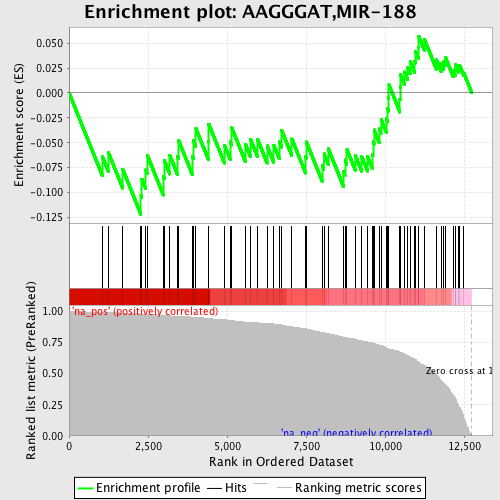 Enrichment plot: AAGGGAT,MIR-188
Enrichment score (ES)
0.050
0.025
0.000
-0.025
-0.050
-0.075
-0.100
-0.125
'na_pos' (positively correlated)
Ranked list metric (PreRanked)
1.00
0.75
0.50
0.25
0.00
Zero cross at 1
'na_neg' (negatively correlated)
0
2,500
5,000
7,500
10,000
12,500
Rank in Ordered Dataset
Enrichment profile
Hits
Ranking metric scores